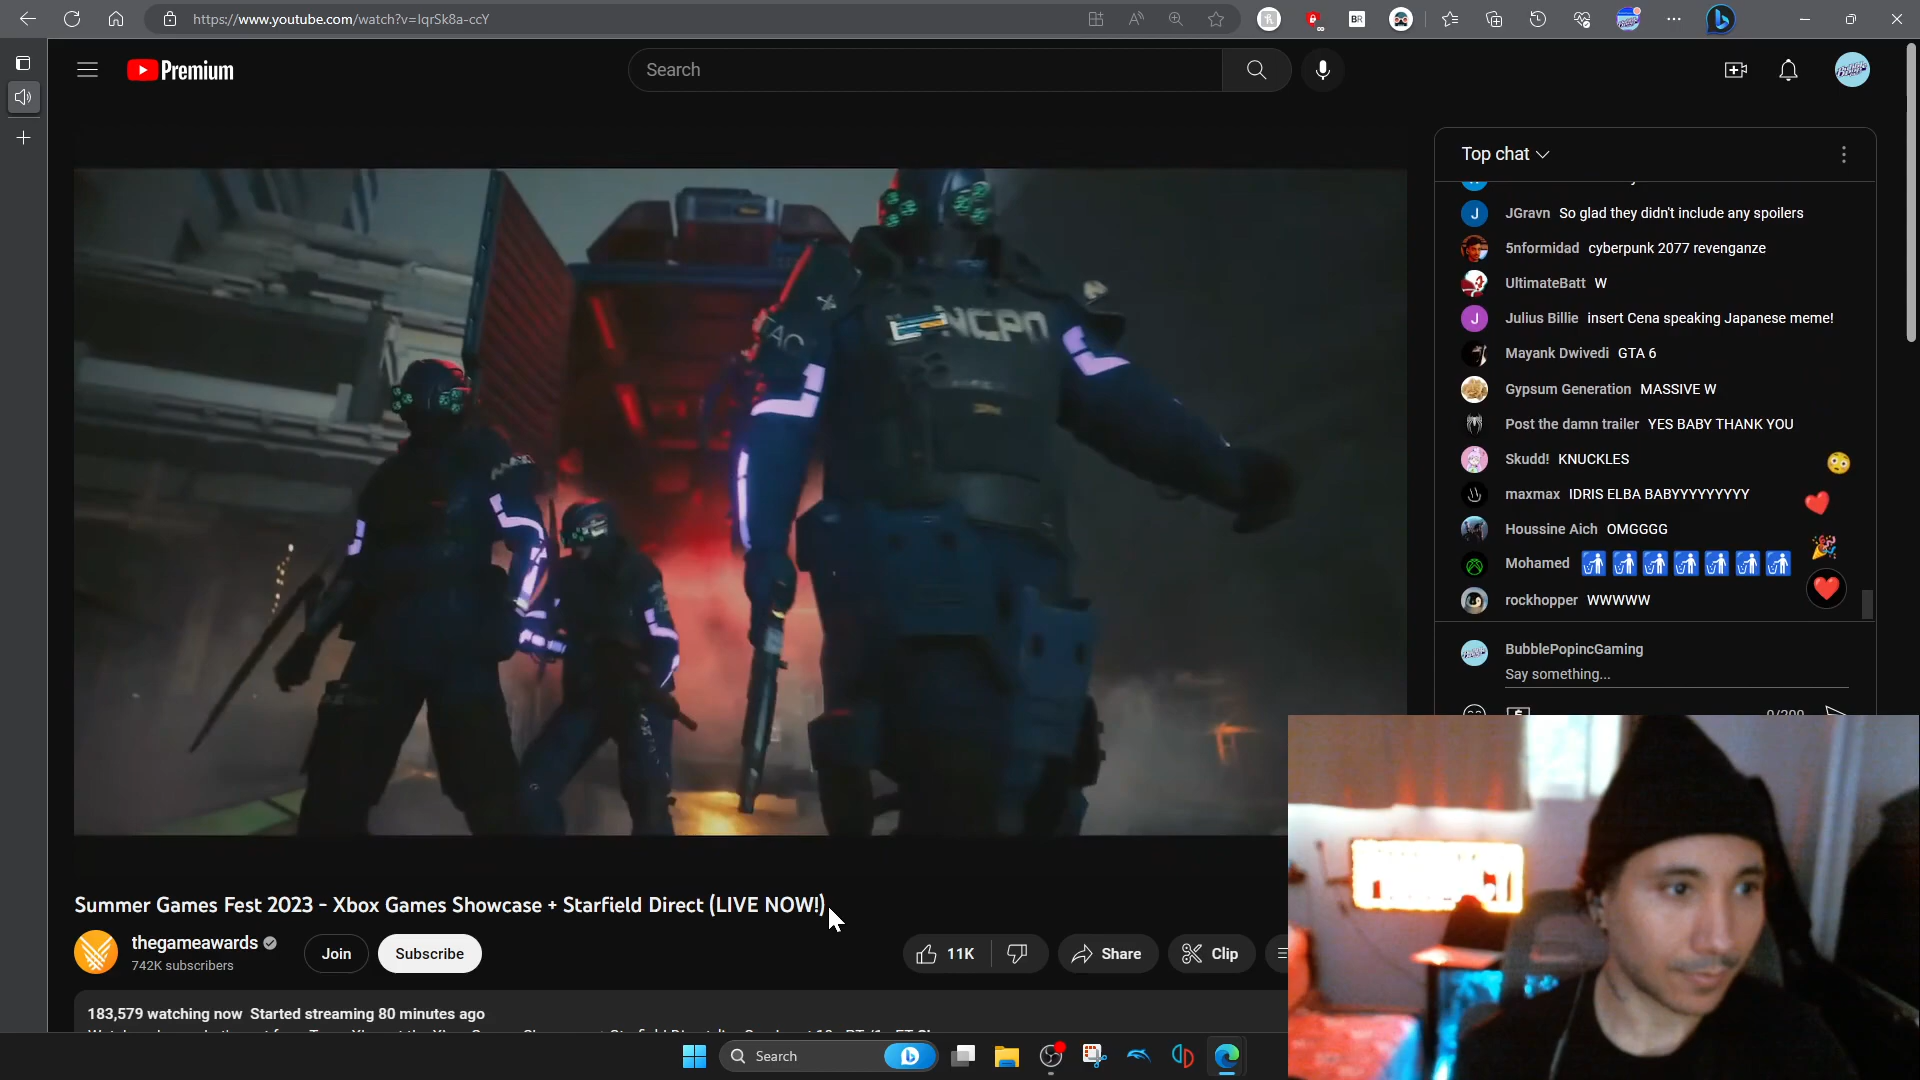 https://www.youtube.com/watch?v=IqrSk8a-ccY
Premium
Search
Top chat
JGravn So glad they didn't include any spoilers
5nformidad cyberpunk 2077 revenganze
UltimateBatt W
Julius Billie insert Cena speaking Japanese meme!
Mayank Dwivedi GTA 6
Gypsum Generation MASSIVE W
Post the damn trailer YES BABY THANK YOU
Skudd! KNUCKLES
maxmax IDRIS ELBA BABYYYYYYYYY
Houssine Aich OMGGGG
Mohamed
rockhopper WWWWW
BubblePopincGaming
Say something...
0/200
NCPD
Summer Games Fest 2023 - Xbox Games Showcase + Starfield Direct (LIVE NOW!)
thegameawards
742K subscribers
Join
Subscribe
11K
Share
Clip
183,579 watching now Started streaming 80 minutes ago
Search